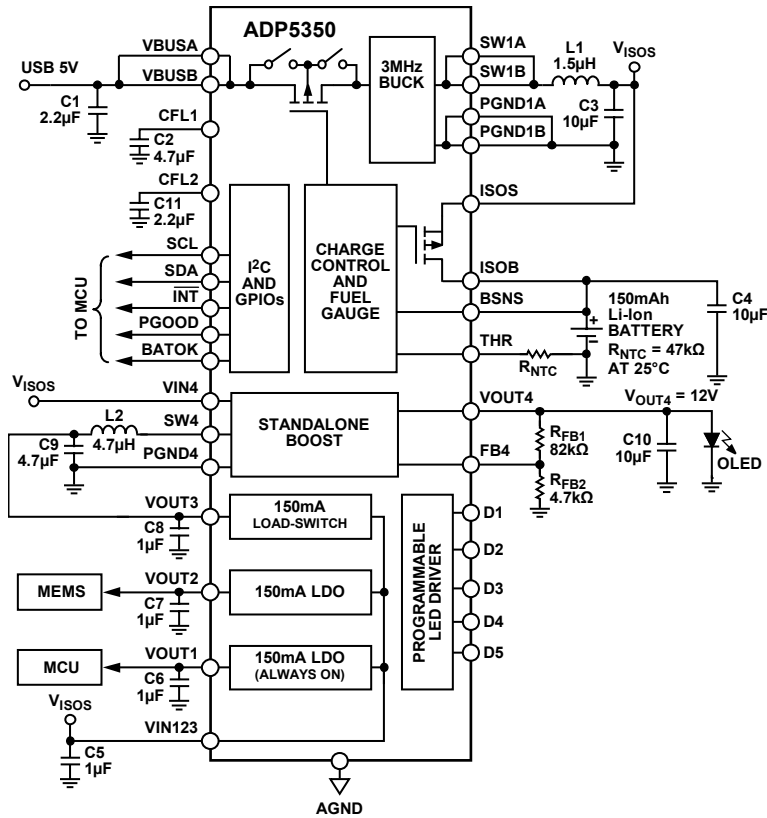 ADP5350
VBUSA
USB 5V
VBUSB
C1
2.2µF
CFL1
C2
4.7µF
CFL2
C11
2.2µF
3MHz
BUCK
SW1A
SW1B
L1
1.5µH
VISOS
PGND1A
PGND1B
C3
10µF
ISOS
TO MCU
SCL
SDA
INT
PGOOD
BATOK
I2C
AND
GPIOs
CHARGE
CONTROL
AND
FUEL
GAUGE
ISOB
BSNS
THR
RNTC
150mAh
Li-Ion
BATTERY
RNTC = 47kΩ
AT 25°C
C4
10µF
VISOS
VIN4
SW4
L2
4.7µH
C9
4.7µF
PGND4
STANDALONE
BOOST
VOUT4
VOUT4 = 12V
RFB1
82kΩ
C10
10µF
OLED
FB4
RFB2
4.7kΩ
VOUT3
C8
1µF
150mA
LOAD-SWITCH
MEMS
VOUT2
C7
1µF
150mA LDO
MCU
VOUT1
C6
1µF
150mA LDO
(ALWAYS ON)
VISOS
VIN123
C5
1µF
PROGRAMMABLE
LED DRIVER
D1
D2
D3
D4
D5
AGND